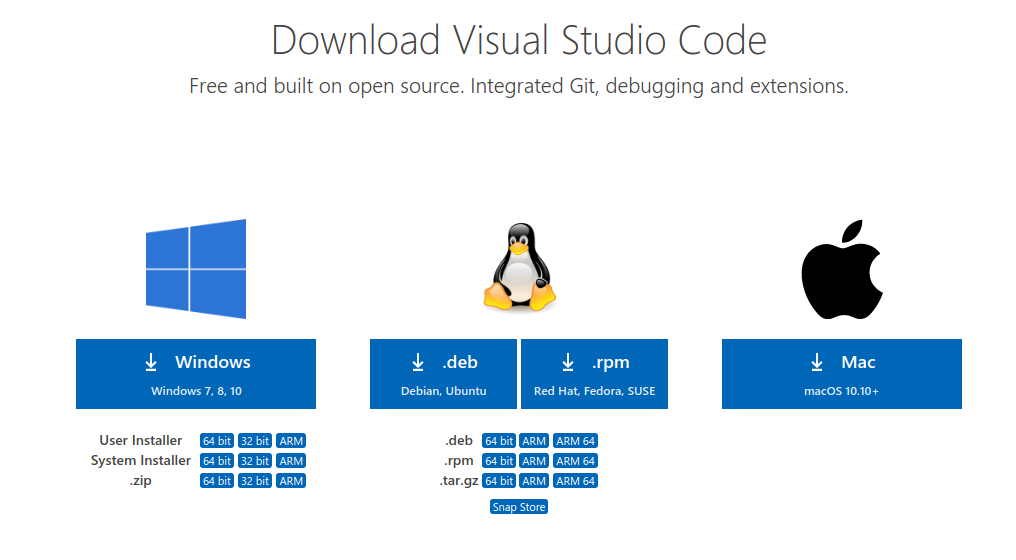 Download Visual Studio Code
Free and built on open source. Integrated Git, debugging and extensions.
Windows
Windows 7, 8, 10
User Installer 64 bit 32 bit ARM
System Installer 64 bit 32 bit ARM
.zip 64 bit 32 bit ARM
.deb
Debian, Ubuntu
.rpm
Red Hat, Fedora, SUSE
.deb 64 bit ARM ARM 64
.rpm 64 bit ARM ARM 64
.tar.gz 64 bit ARM ARM 64
Snap Store
Mac
macOS 10.10+